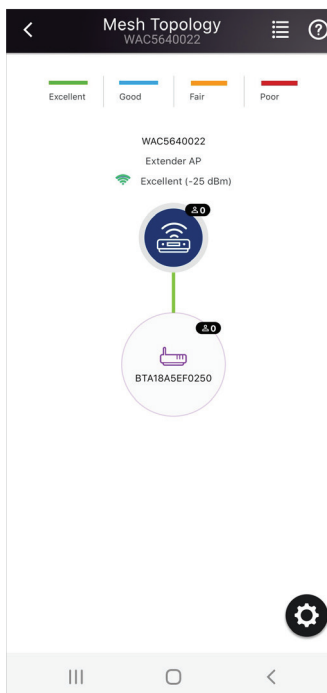 Mesh Topology
WAC5640022
Excellent
Good
Fair
Poor
WAC5640022
Extender AP
Excellent (-25 dBm)
0
0
BTA18A5EF0250